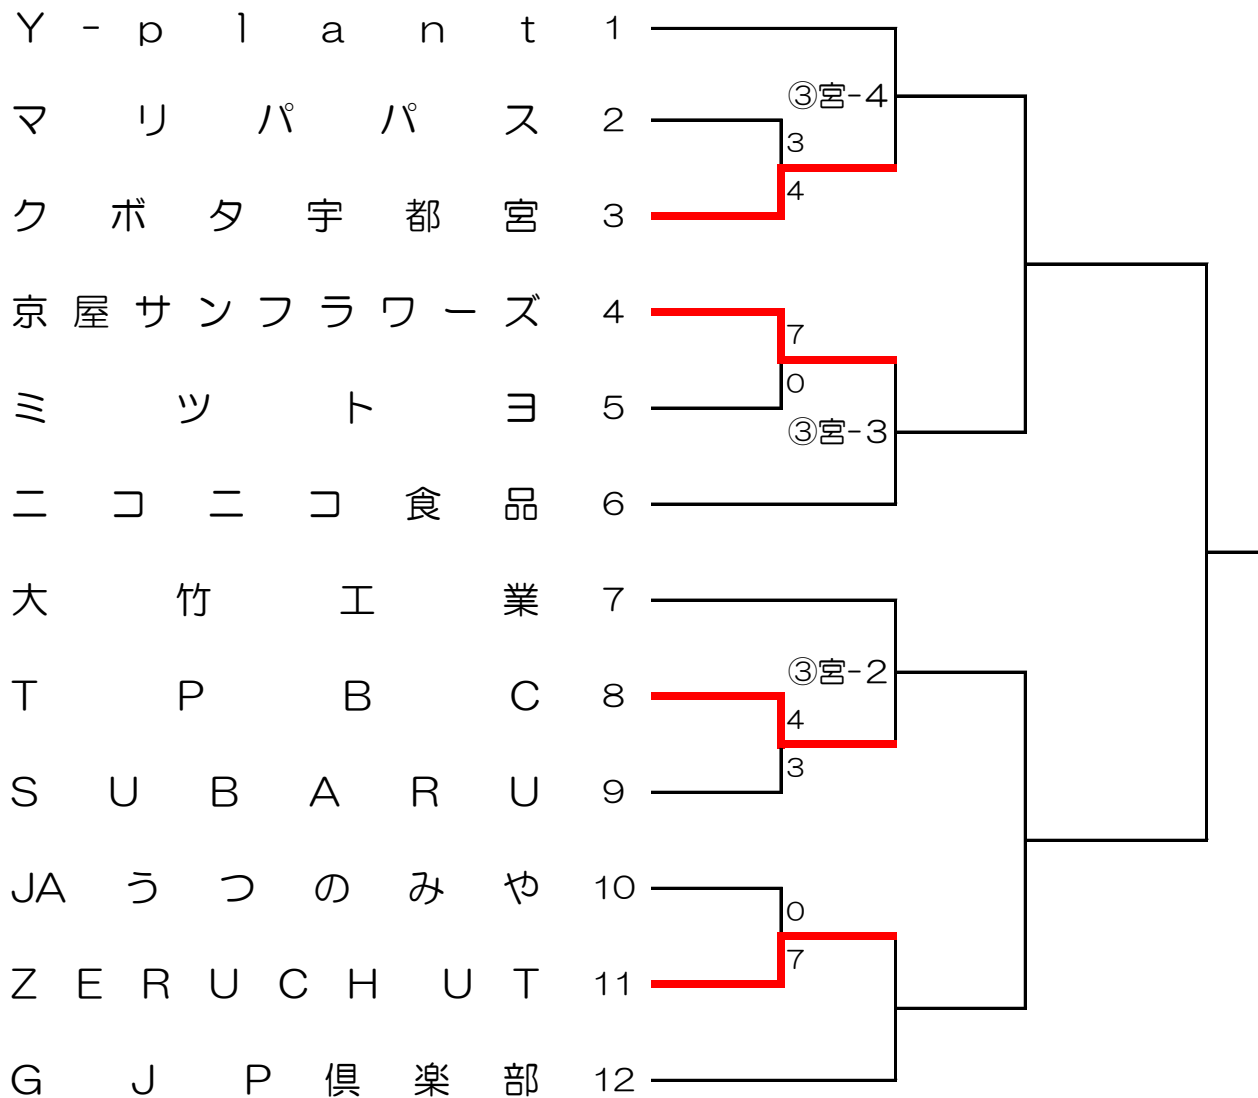 Y-plant 1
③宮-4
マリパパス 2
3
4
クボタ宇都宮 3
京屋サンフラワーズ 4
7
0
ミツトヨ 5
③宮-3
ニコニコ食品 6
大竹工業 7
③宮-2
TPBC 8
4
3
SUBARU 9
JAうつのみや 10
0
7
ZERUCH UT 11
GJP倶楽部 12